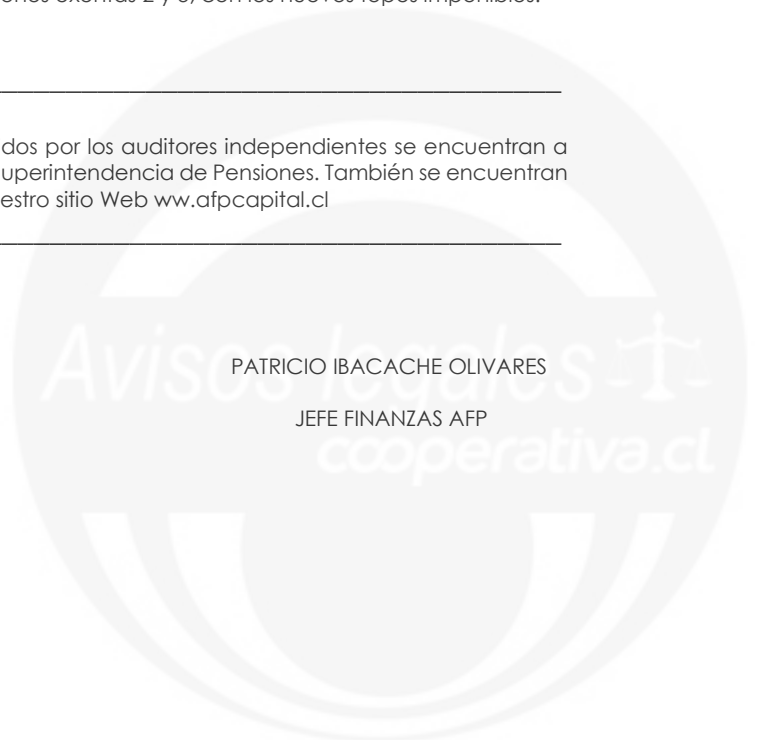 dos por los auditores independientes se encuentran a
uperintendencia de Pensiones. También se encuentran
estro sitio Web ww.afpcapital.cl
PATRICIO IBACACHE OLIVARES
JEFE FINANZAS AFP
Avisos legales
cooperativa.cl